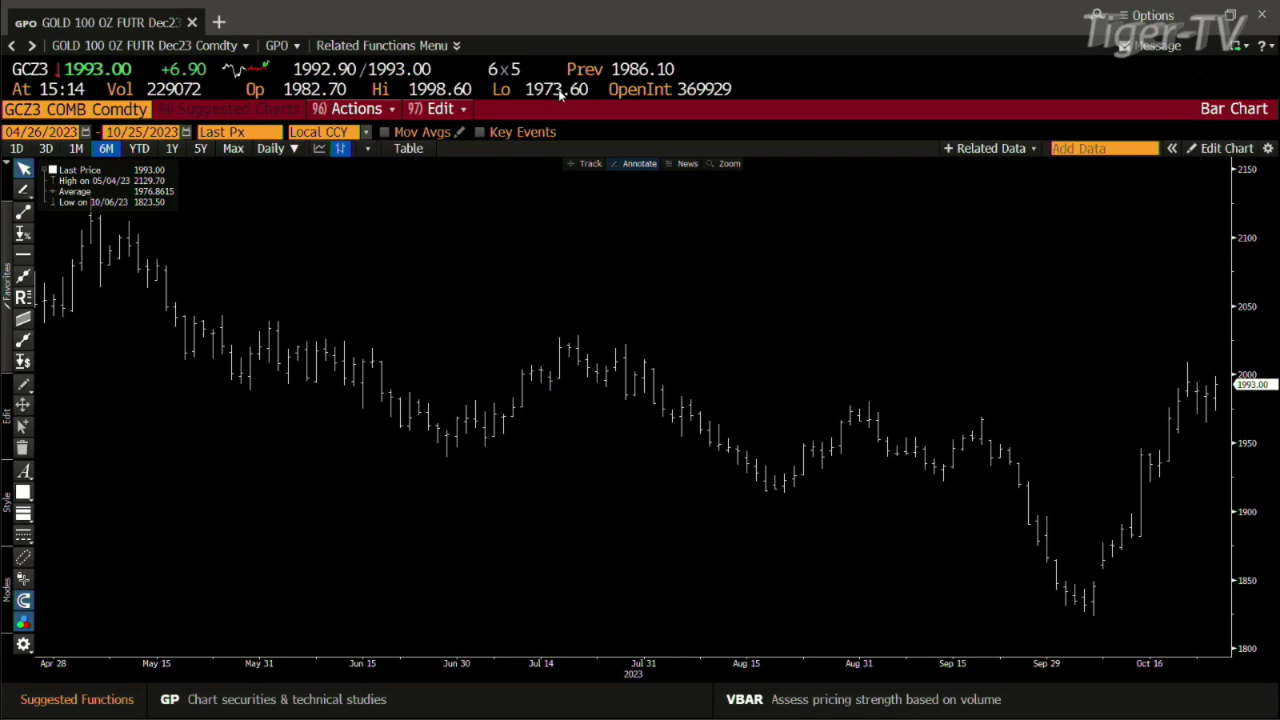 GPO GOLD 100 OZ FUTR Dec23
Options
Tiger-TV
GOLD 100 OZ FUTR Dec23 Comdty GPO Related Functions Menu
Message ?
GCZ3 ↓1993.00 +6.90 1992.90/1993.00 6x5 Prev 1986.10
At 15:14 Vol 229072 Op 1982.70 Hi 1998.60 Lo 1973.60 OpenInt 369929
GCZ3 COMB Comdty 96) Suggested Charts 96) Actions 97) Edit Bar Chart
04/26/2023 - 10/25/2023 Last Px Local CCY Mov Avgs Key Events
1D 3D 1M 6M YTD 1Y 5Y Max Daily ▼ Table + Related Data Add Data « Edit Chart
Track Annotate News Zoom
Last Price 1993.00
High on 05/04/23 2129.70
Average 1976.8615
Low on 10/06/23 1823.50
2150
2100
2050
2000
1993.00
1950
1900
1850
1800
Favorites
Edit
Style
Modes
Apr 28 May 15 May 31 Jun 15 Jun 30 Jul 14 Jul 31 Aug 15 Aug 31 Sep 15 Sep 29 Oct 16
2023
Suggested Functions GP Chart securities & technical studies VBAR Assess pricing strength based on volume